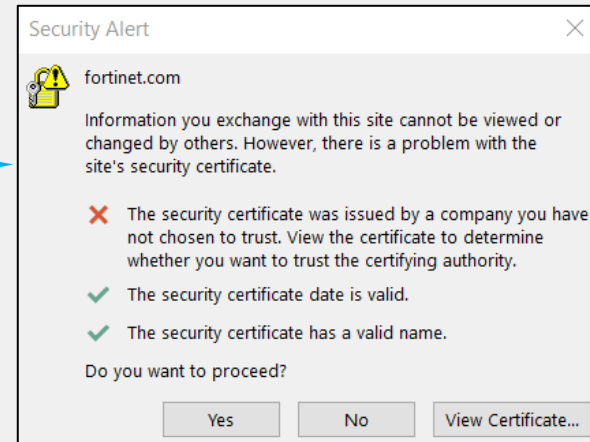 Security Alert
fortinet.com
Information you exchange with this site cannot be viewed or
changed by others. However, there is a problem with the
site's security certificate.
The security certificate was issued by a company you have
not chosen to trust. View the certificate to determine
whether you want to trust the certifying authority.
The security certificate date is valid.
The security certificate has a valid name.
Do you want to proceed?
Yes No View Certificate...